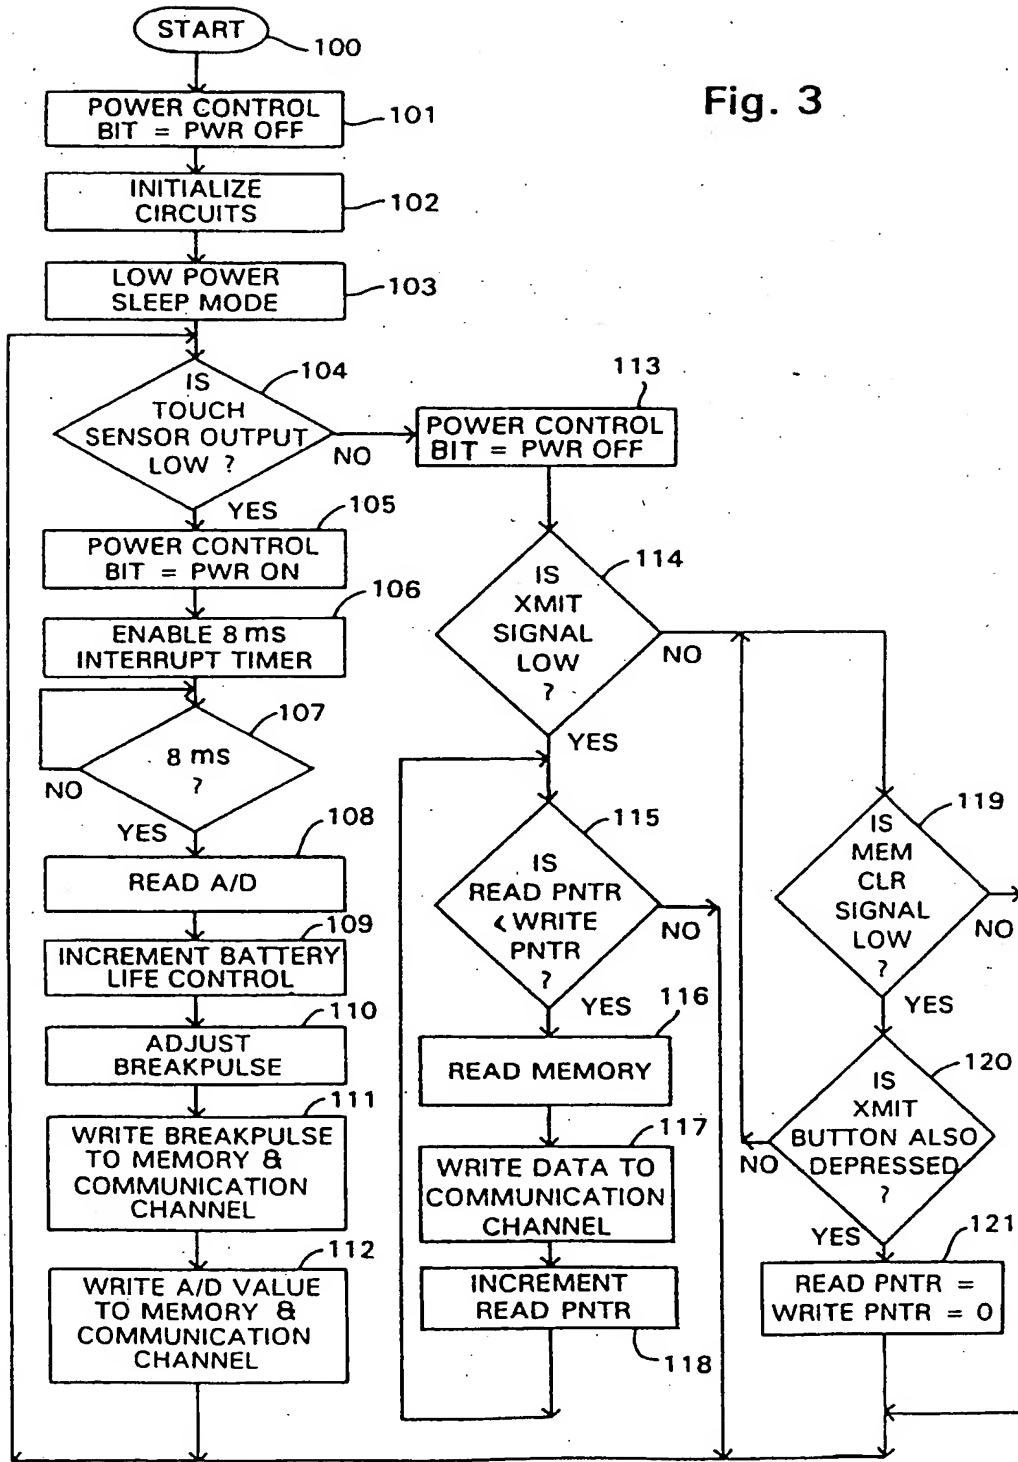 START
100
Fig. 3
POWER CONTROL
BIT = PWR OFF
101
INITIALIZE
CIRCUITS
102
LOW POWER
SLEEP MODE
103
IS
TOUCH
SENSOR OUTPUT
LOW ?
104
NO
YES
105
POWER CONTROL
BIT = PWR ON
106
ENABLE 8 ms
INTERRUPT TIMER
107
8 ms
?
NO
YES
108
READ A/D
109
INCREMENT BATTERY
LIFE CONTROL
110
ADJUST
BREAKPULSE
111
WRITE BREAKPULSE
TO MEMORY &
COMMUNICATION
CHANNEL
112
WRITE A/D VALUE
TO MEMORY &
COMMUNICATION
CHANNEL
113
POWER CONTROL
BIT = PWR OFF
114
IS
XMIT
SIGNAL
LOW
?
NO
YES
115
IS
READ PNTR
< WRITE
PNTR
?
NO
YES
116
READ MEMORY
117
WRITE DATA TO
COMMUNICATION
CHANNEL
INCREMENT
READ PNTR
118
119
IS
MEM
CLR
SIGNAL
LOW
?
NO
YES
120
IS
XMIT
BUTTON ALSO
DEPRESSED
?
NO
YES
121
READ PNTR =
WRITE PNTR = 0